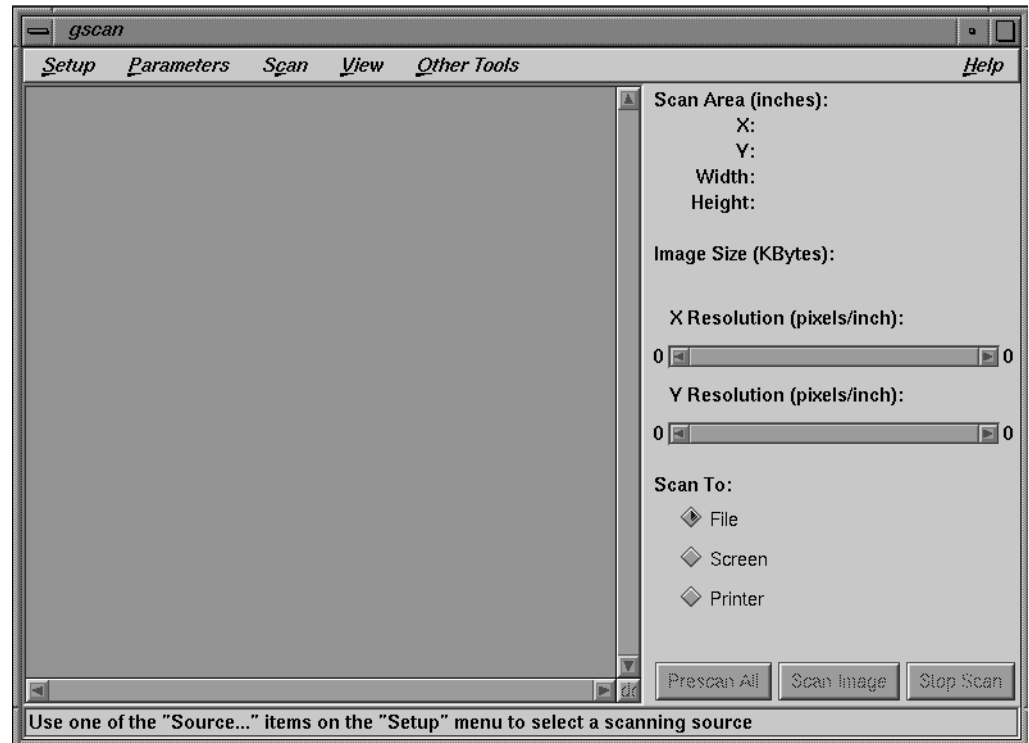 gscan
Setup Parameters Scan View Other Tools Help
Scan Area (inches):
X:
Y:
Width:
Height:
Image Size (KBytes):
X Resolution (pixels/inch):
0 0
Y Resolution (pixels/inch):
0 0
Scan To:
File
Screen
Printer
Prescan All Scan Image Stop Scan
Use one of the "Source..." items on the "Setup" menu to select a scanning source